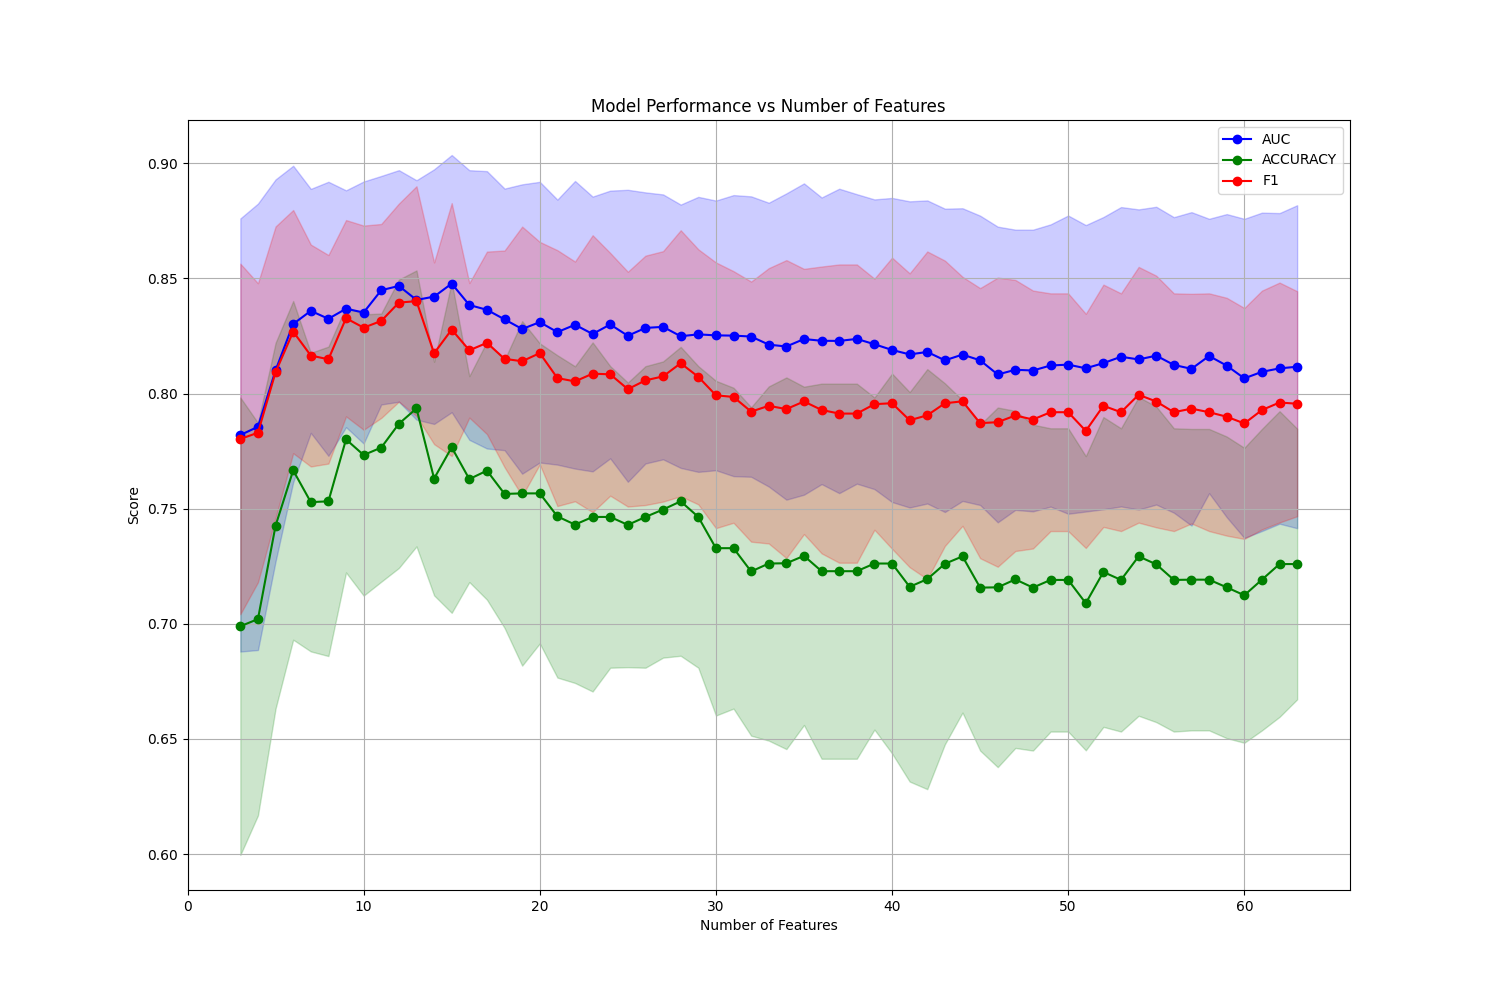 Model Performance vs Number of Features
AUC
ACCURACY
F1
0.90
0.85
0.80
0.75
0.70
0.65
0.60
Score
0 10 20 30 40 50 60
Number of Features